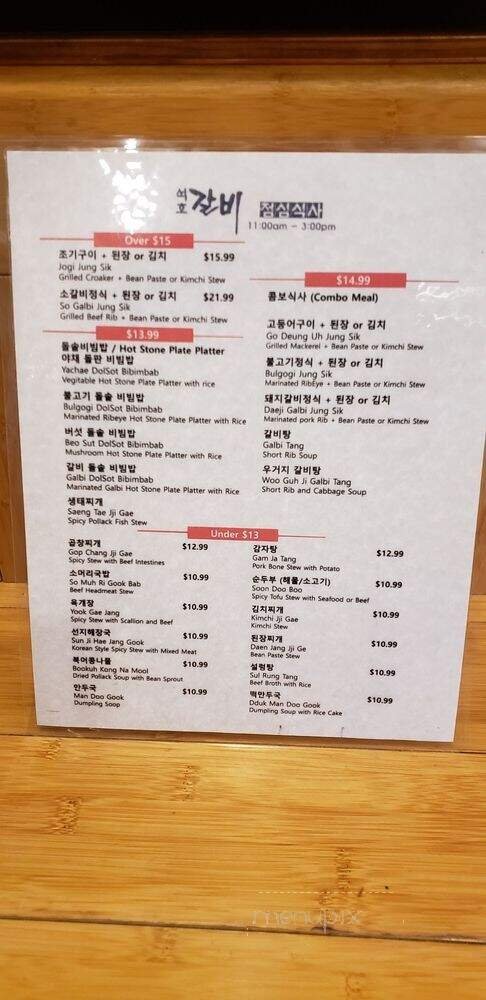 석호 갈비 점심식사
11:00am - 3:00pm
Over $15
조기구이 + 된장 or 김치 $15.99
Jogi Jung Sik
Grilled Croaker + Bean Paste or Kimchi Stew
소갈비정식 + 된장 or 김치 $21.99
So Galbi Jung Sik
Grilled Beef Rib + Bean Paste or Kimchi Stew
$13.99
돌솔비빔밥 / Hot Stone Plate Platter
야채 돌판 비빔밥
Yachae DolSot Bibimbab
Vegitable Hot Stone Plate Platter with rice
불고기 돌솔 비빔밥
Bulgogi DolSot Bibimbab
Marinated Ribeye Hot Stone Plate Platter with Rice
버섯 돌솔 비빔밥
Beo Sut DolSot Bibimbab
Mushroom Hot Stone Plate Platter with Rice
갈비 돌솔 비빔밥
Galbi DolSot Bibimbab
Marinated Galbi Hot Stone Plate Platter with Rice
생태찌개
Saeng Tae Jji Gae
Spicy Pollack Fish Stew
$14.99
콤보식사 (Combo Meal)
고등어구이 + 된장 or 김치
Go Deung Uh Jung Sik
Grilled Mackerel + Bean Paste or Kimchi Stew
불고기정식 + 된장 or 김치
Bulgogi Jung Sik
Marinated RibEye + Bean Paste or Kimchi Stew
돼지갈비정식 + 된장 or 김치
Daeji Galbi Jung Sik
Marinated pork Rib + Bean Paste or Kimchi Stew
갈비탕
Galbi Tang
Short Rib Soup
우거지 갈비탕
Woo Guh Ji Galbi Tang
Short Rib and Cabbage Soup
Under $13
곱창찌개 $12.99
Gop Chang Jji Gae
Spicy Stew with Beef Intestines
소머리국밥 $10.99
So Muh Ri Gook Bab
Beef Headmeat Stew
육개장 $10.99
Yook Gae Jang
Spicy Stew with Scallion and Beef
선지해장국 $10.99
Sun Ji Hae Jang Gook
Korean Style Spicy Stew with Mixed Meat
북어콩나물 $10.99
Bookuh Kong Na Mool
Dried Pollack Soup with Bean Sprout
만두국 $10.99
Man Doo Gook
Dumpling Soop
감자탕 $12.99
Gam Ja Tang
Pork Bone Stew with Potato
순두부 (해물/소고기) $10.99
Soon Doo Boo
Spicy Tofu Stew with Seafood or Beef
김치찌개 $10.99
Kimchi Jji Gae
Kimchi Stew
된장찌개 $10.99
Daen Jang Jji Ge
Bean Paste Stew
설렁탕 $10.99
Sul Rung Tang
Beef Broth with Rice
떡만두국 $10.99
Dduk Man Doo Gook
Dumpling Soup with Rice Cake
menupix